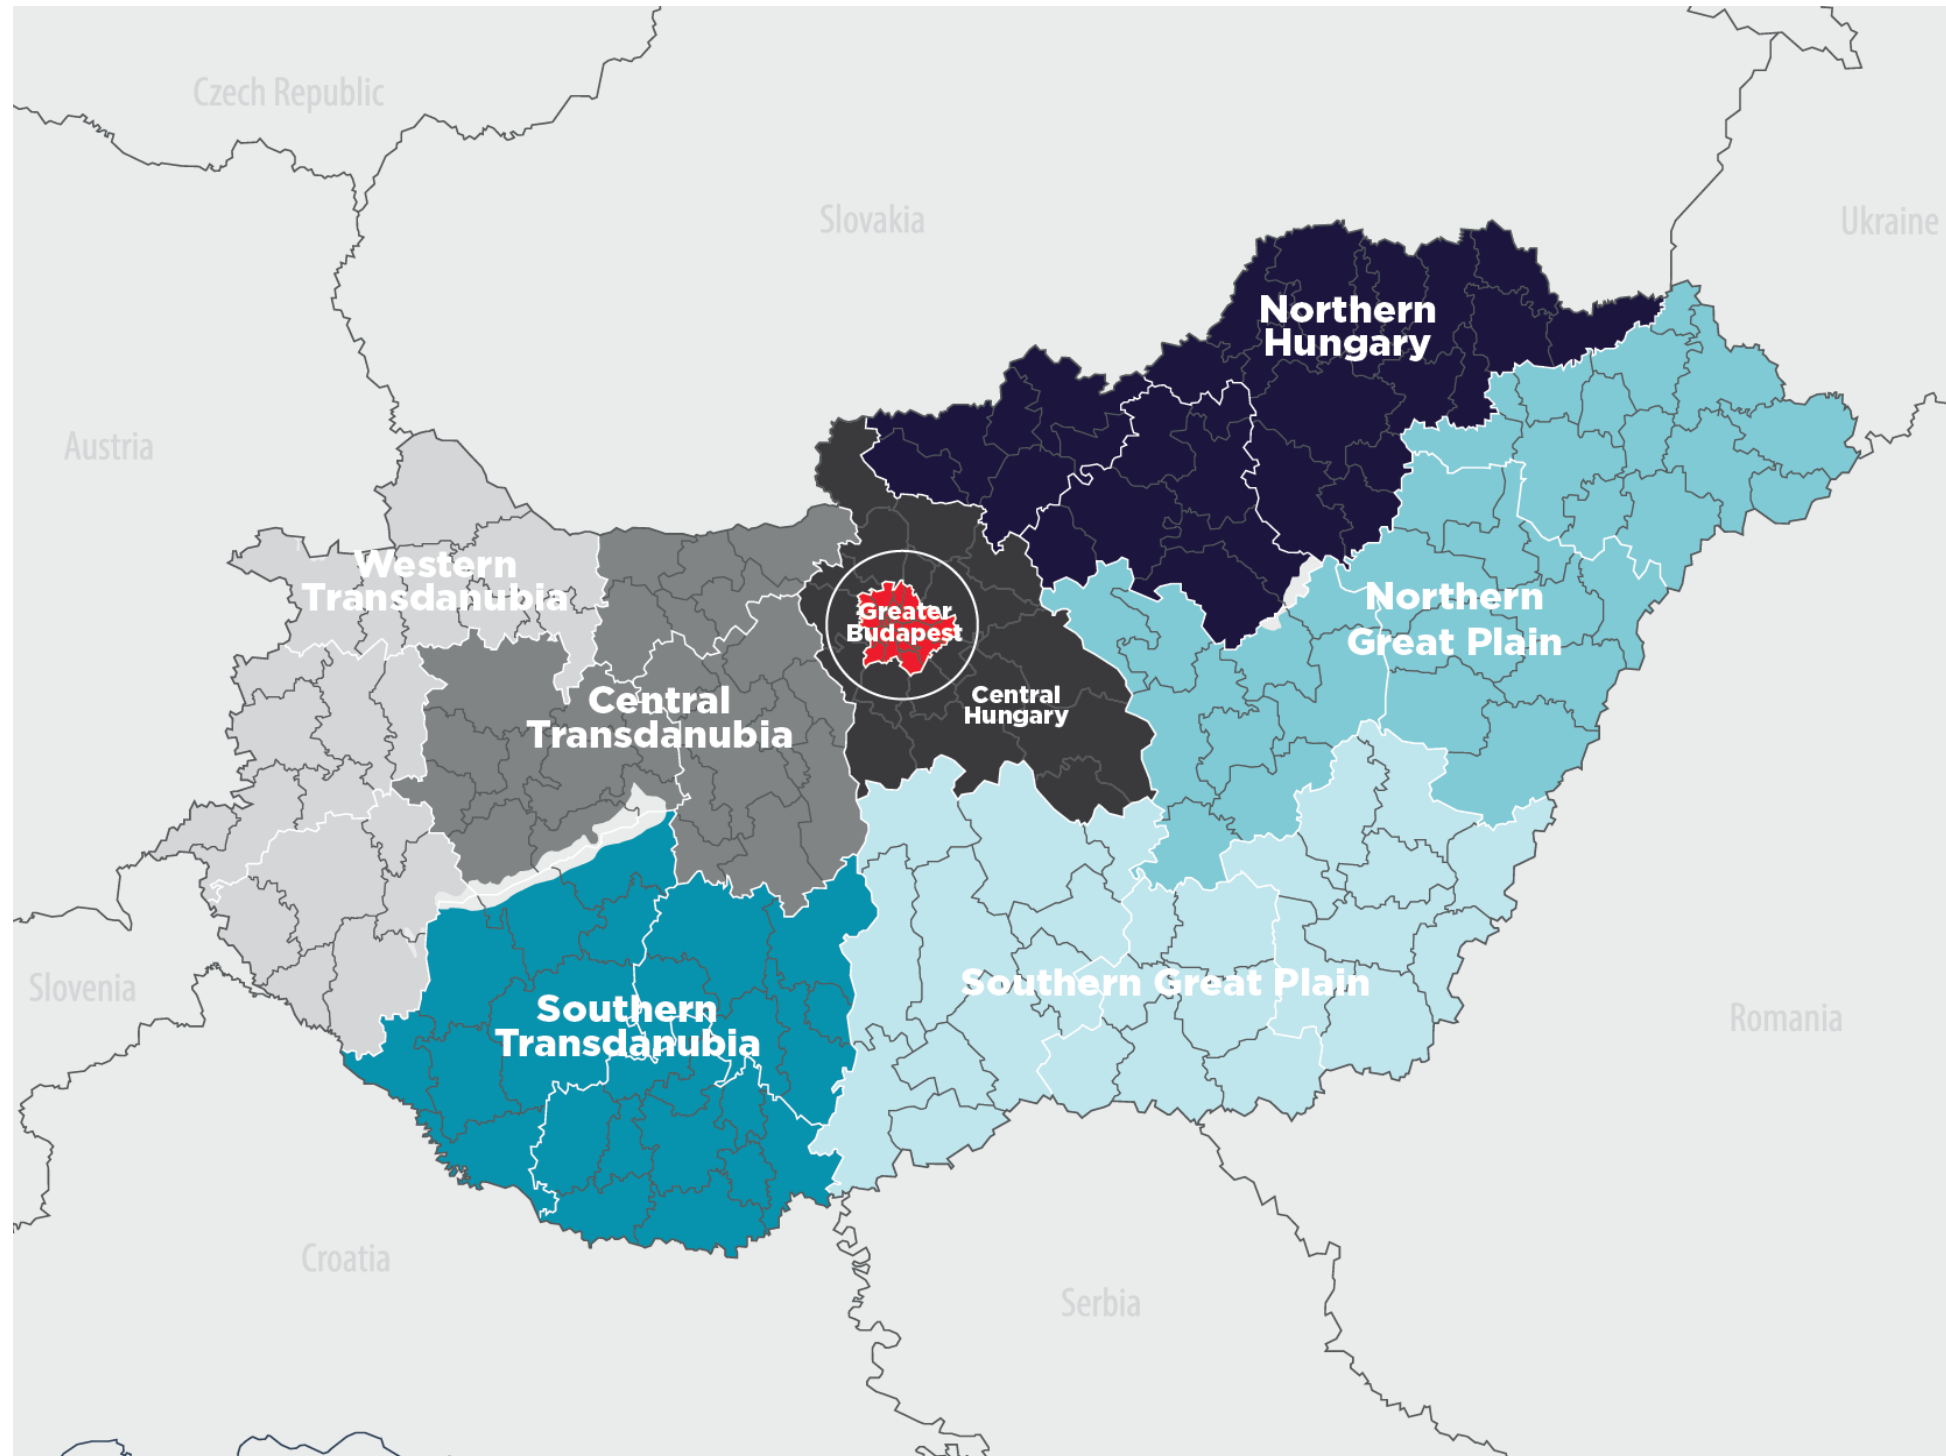 Czech Republic
Slovakia
Ukraine
Northern
Hungary
Austria
Western
Transdanubia
Greater
Budapest
Northern
Great Plain
Central
Transdanubia
Central
Hungary
Slovenia
Southern
Transdanubia
Southern Great Plain
Romania
Croatia
Serbia